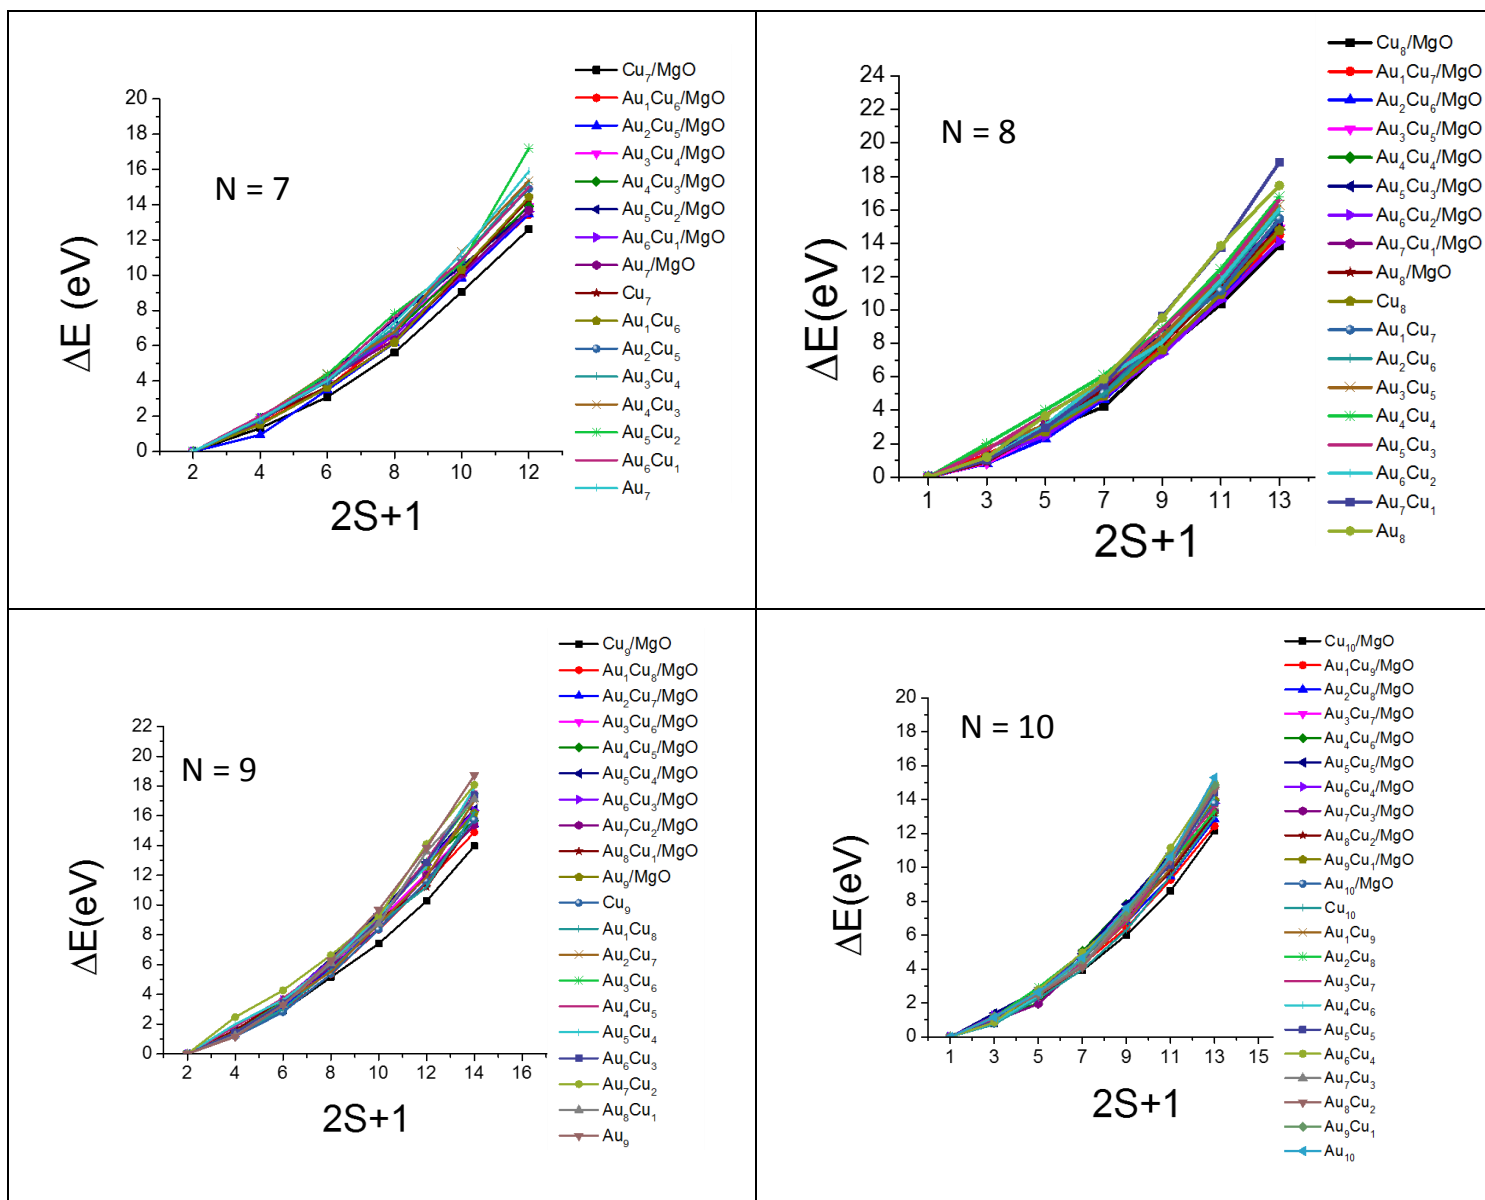 N = 7
ΔE (eV)
20
18
16
14
12
10
8
6
4
2
0
2 4 6 8 10 12
2S+1
Cu7/MgO
Au1Cu6/MgO
Au2Cu5/MgO
Au3Cu4/MgO
Au4Cu3/MgO
Au5Cu2/MgO
Au6Cu1/MgO
Au7/MgO
Cu7
Au1Cu6
Au2Cu5
Au3Cu4
Au4Cu3
Au5Cu2
Au6Cu1
Au7
N = 8
ΔE(eV)
24
22
20
18
16
14
12
10
8
6
4
2
0
1 3 5 7 9 11 13
2S+1
Cu8/MgO
Au1Cu7/MgO
Au2Cu6/MgO
Au3Cu5/MgO
Au4Cu4/MgO
Au5Cu3/MgO
Au6Cu2/MgO
Au7Cu1/MgO
Au8/MgO
Cu8
Au1Cu7
Au2Cu6
Au3Cu5
Au4Cu4
Au5Cu3
Au6Cu2
Au7Cu1
Au8
N = 9
ΔE(eV)
22
20
18
16
14
12
10
8
6
4
2
0
2 4 6 8 10 12 14 16
2S+1
Cu9/MgO
Au1Cu8/MgO
Au2Cu7/MgO
Au3Cu6/MgO
Au4Cu5/MgO
Au5Cu4/MgO
Au6Cu3/MgO
Au7Cu2/MgO
Au8Cu1/MgO
Au9/MgO
Cu9
Au1Cu8
Au2Cu7
Au3Cu6
Au4Cu5
Au5Cu4
Au6Cu3
Au7Cu2
Au8Cu1
Au9
N = 10
ΔE(eV)
20
18
16
14
12
10
8
6
4
2
0
1 3 5 7 9 11 13 15
2S+1
Cu10/MgO
Au1Cu9/MgO
Au2Cu8/MgO
Au3Cu7/MgO
Au4Cu6/MgO
Au5Cu5/MgO
Au6Cu4/MgO
Au7Cu3/MgO
Au8Cu2/MgO
Au9Cu1/MgO
Au10/MgO
Cu10
Au1Cu9
Au2Cu8
Au3Cu7
Au4Cu6
Au5Cu5
Au6Cu4
Au7Cu3
Au8Cu2
Au9Cu1
Au10